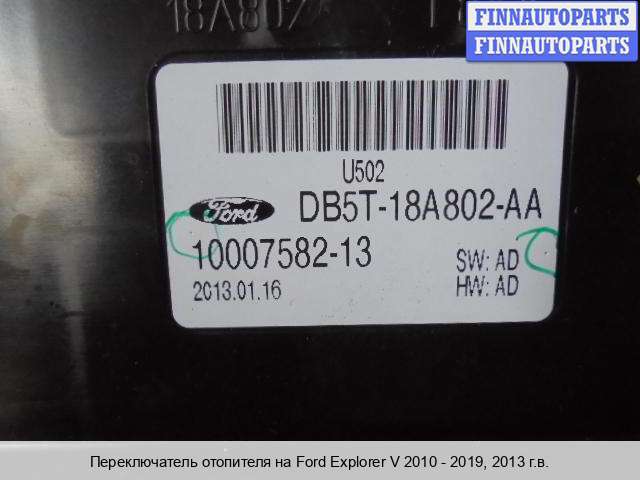 18A802
FINNAUTOPARTS
FINNAUTOPARTS
U502
Ford
DB5T-18A802-AA
10007582-13
SW: AD
2013.01.16
HW: AD
Переключатель отопителя на Ford Explorer V 2010 - 2019, 2013 г.в.